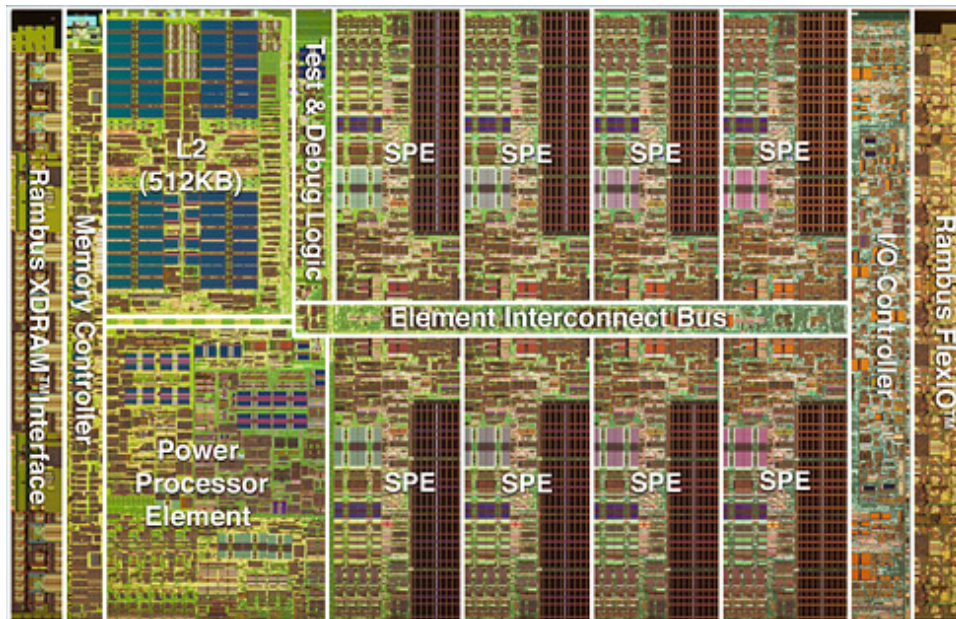 Rambus XDRAM™ Interface
Memory Controller
L2
(512KB)
Test & Debug Logic
SPE
SPE
SPE
SPE
I/O Controller
Rambus FlexIO™
Element Interconnect Bus
Power
Processor
Element
SPE
SPE
SPE
SPE